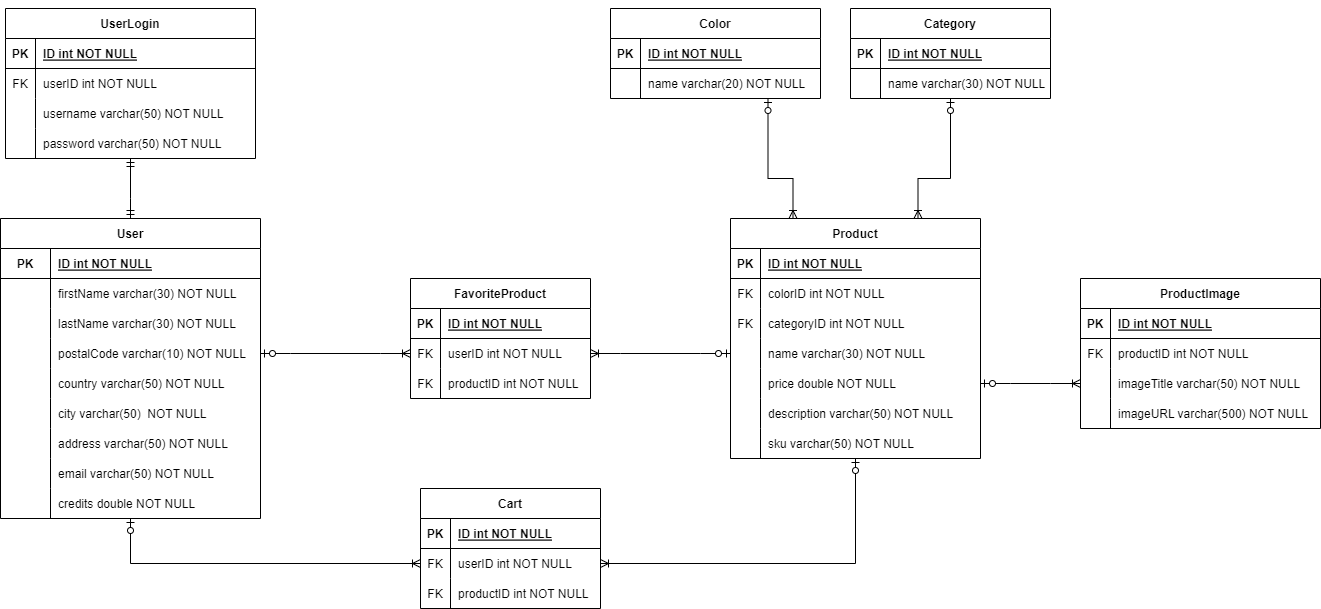 UserLogin
PK ID int NOT NULL
FK userID int NOT NULL
username varchar(50) NOT NULL
password varchar(50) NOT NULL
Color
PK ID int NOT NULL
name varchar(20) NOT NULL
Category
PK ID int NOT NULL
name varchar(30) NOT NULL
User
PK ID int NOT NULL
firstName varchar(30) NOT NULL
lastName varchar(30) NOT NULL
postalCode varchar(10) NOT NULL
country varchar(50) NOT NULL
city varchar(50) NOT NULL
address varchar(50) NOT NULL
email varchar(50) NOT NULL
credits double NOT NULL
FavoriteProduct
PK ID int NOT NULL
FK userID int NOT NULL
FK productID int NOT NULL
Product
PK ID int NOT NULL
FK colorID int NOT NULL
FK categoryID int NOT NULL
name varchar(30) NOT NULL
price double NOT NULL
description varchar(50) NOT NULL
sku varchar(50) NOT NULL
ProductImage
PK ID int NOT NULL
FK productID int NOT NULL
imageTitle varchar(50) NOT NULL
imageURL varchar(500) NOT NULL
Cart
PK ID int NOT NULL
FK userID int NOT NULL
FK productID int NOT NULL